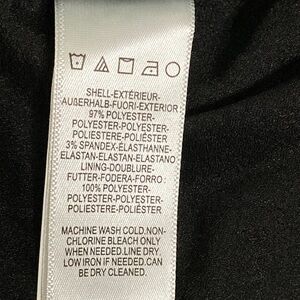 SHELL-EXTÉRIEUR-
AUßERHALB-FUORI-EXTERIOR
97% POLYESTER-
POLYESTER-POLYESTER-
POLIESTERE-POLIÉSTER
3% SPANDEX-ÉLASTHANNE-
ELASTAN-ELASTAN-ELASTANO
LINING-DOUBLURE-
FUTTER-FODERA-FORRO :
100% POLYESTER-
POLYESTER-POLYESTER-
POLIESTERE-POLIÉSTER
MACHINE WASH COLD.NON-
CHLORINE BLEACH ONLY
WHEN NEEDED.LINE DRY.
LOW IRON IF NEEDED.CAN
BE DRY CLEANED.